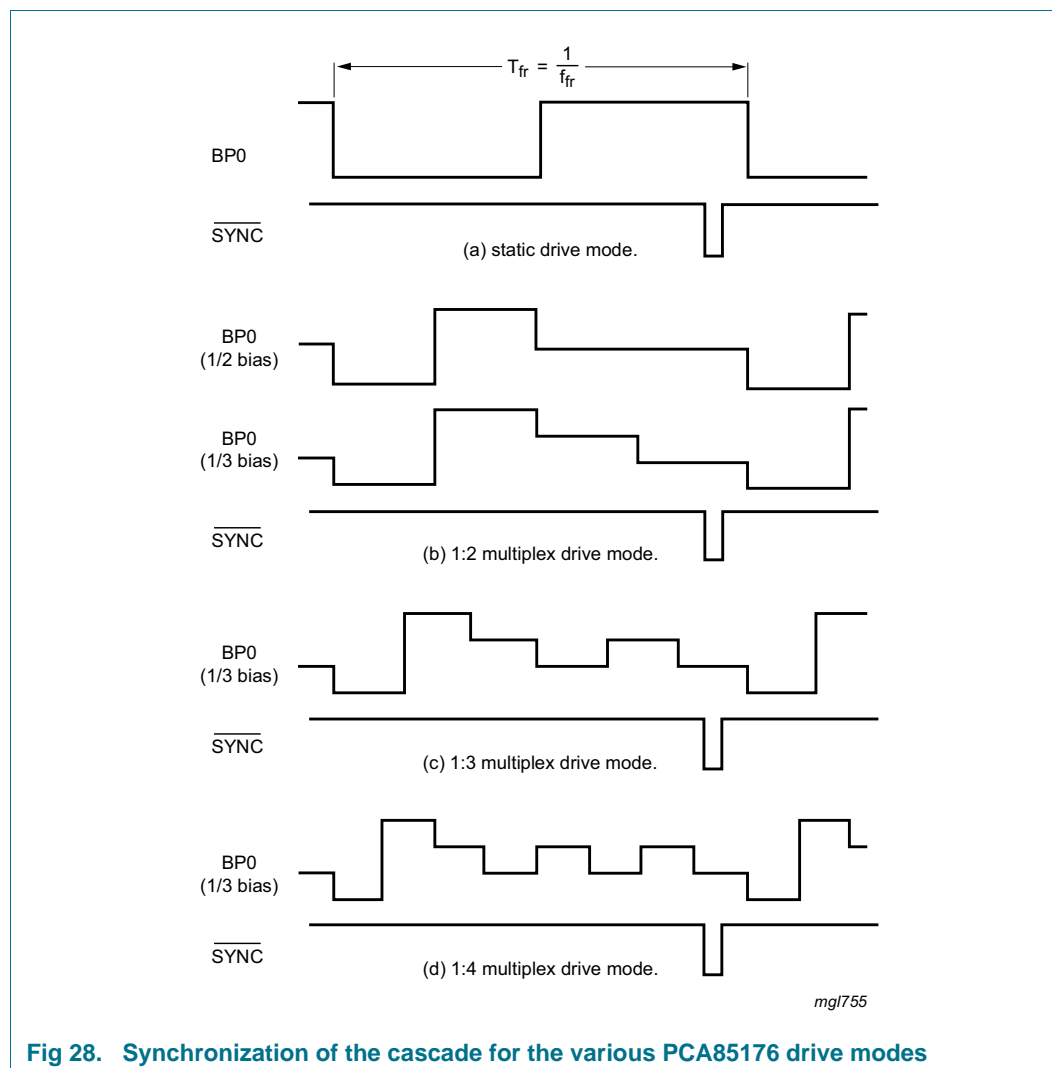 T_fr = 1/f_fr
BP0
SYNC
(a) static drive mode.
BP0
(1/2 bias)
BP0
(1/3 bias)
SYNC
(b) 1:2 multiplex drive mode.
BP0
(1/3 bias)
SYNC
(c) 1:3 multiplex drive mode.
BP0
(1/3 bias)
SYNC
(d) 1:4 multiplex drive mode.
mgl755
Fig 28. Synchronization of the cascade for the various PCA85176 drive modes